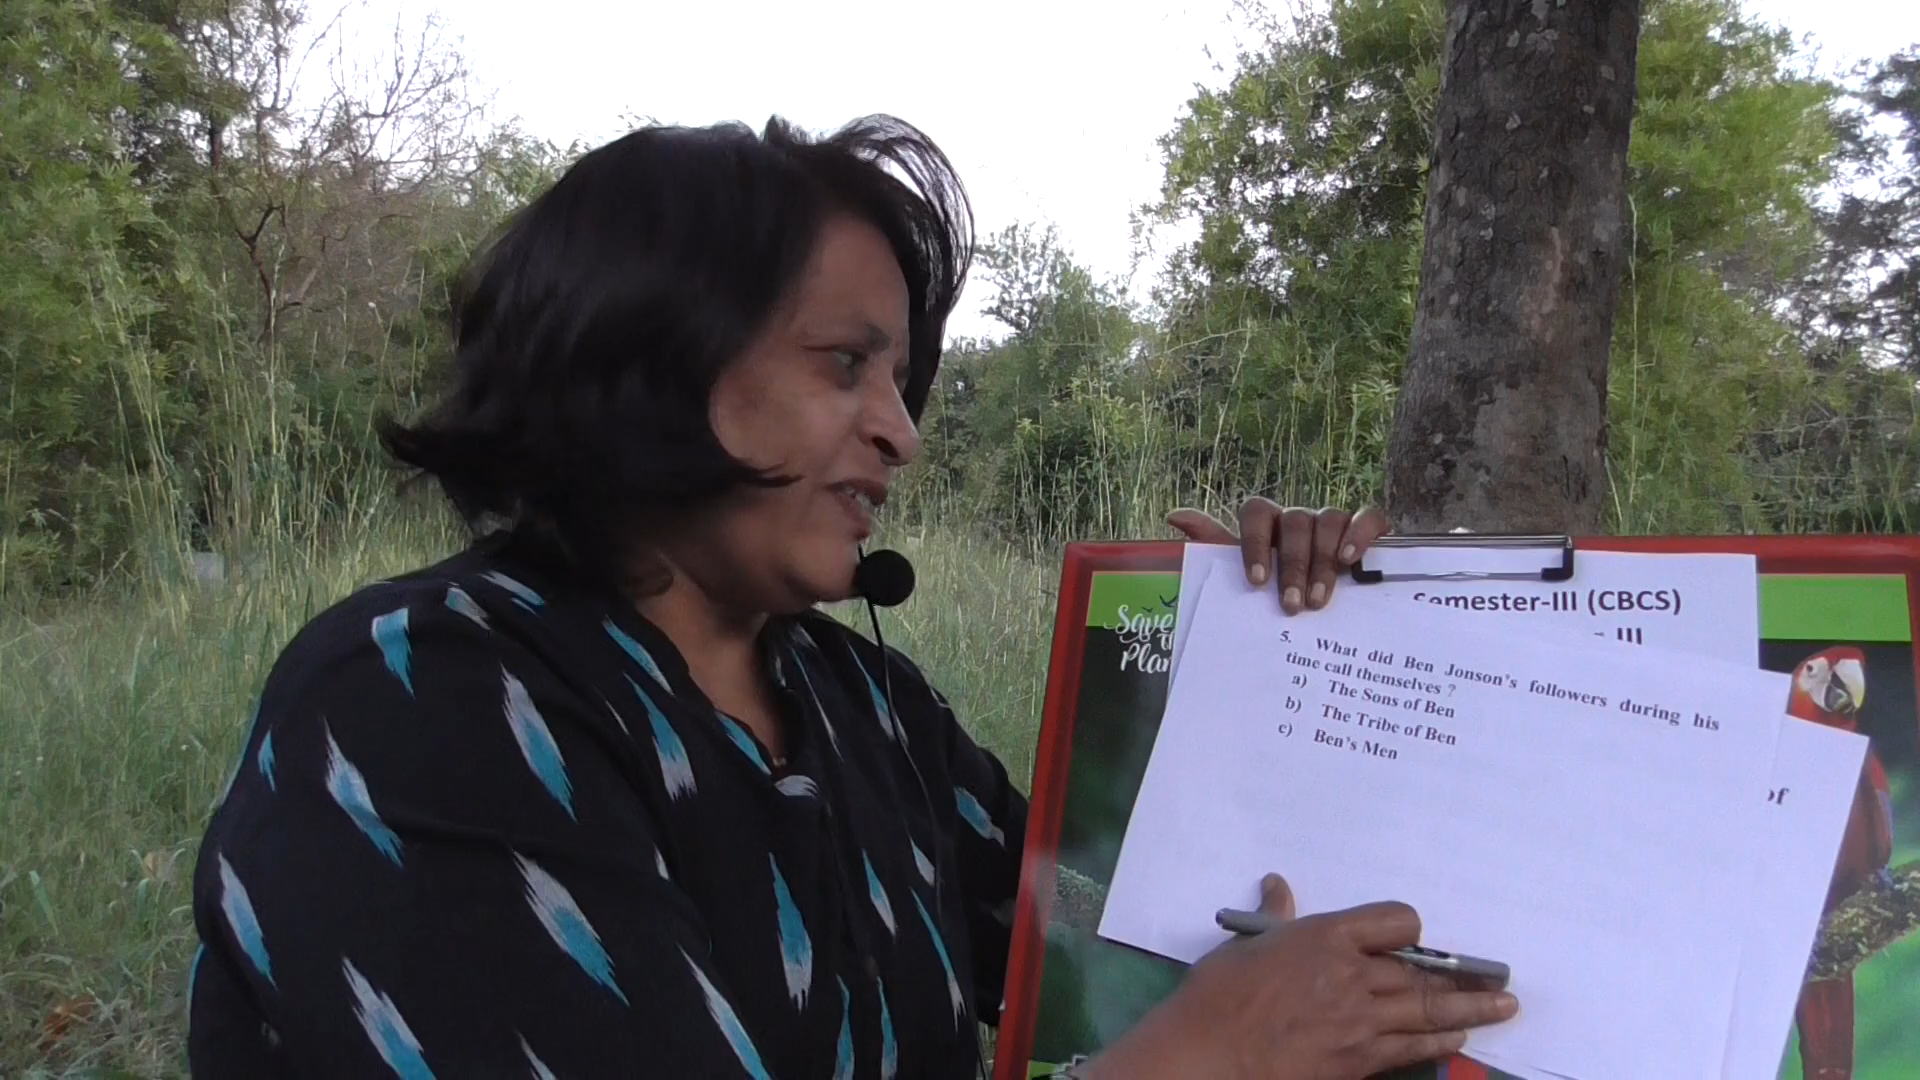 Save
Semester-III (CBCS)
III
5. What did Ben Jonson's followers during his
time call themselves ?
a) The Sons of Ben
b) The Tribe of Ben
c) Ben's Men
of